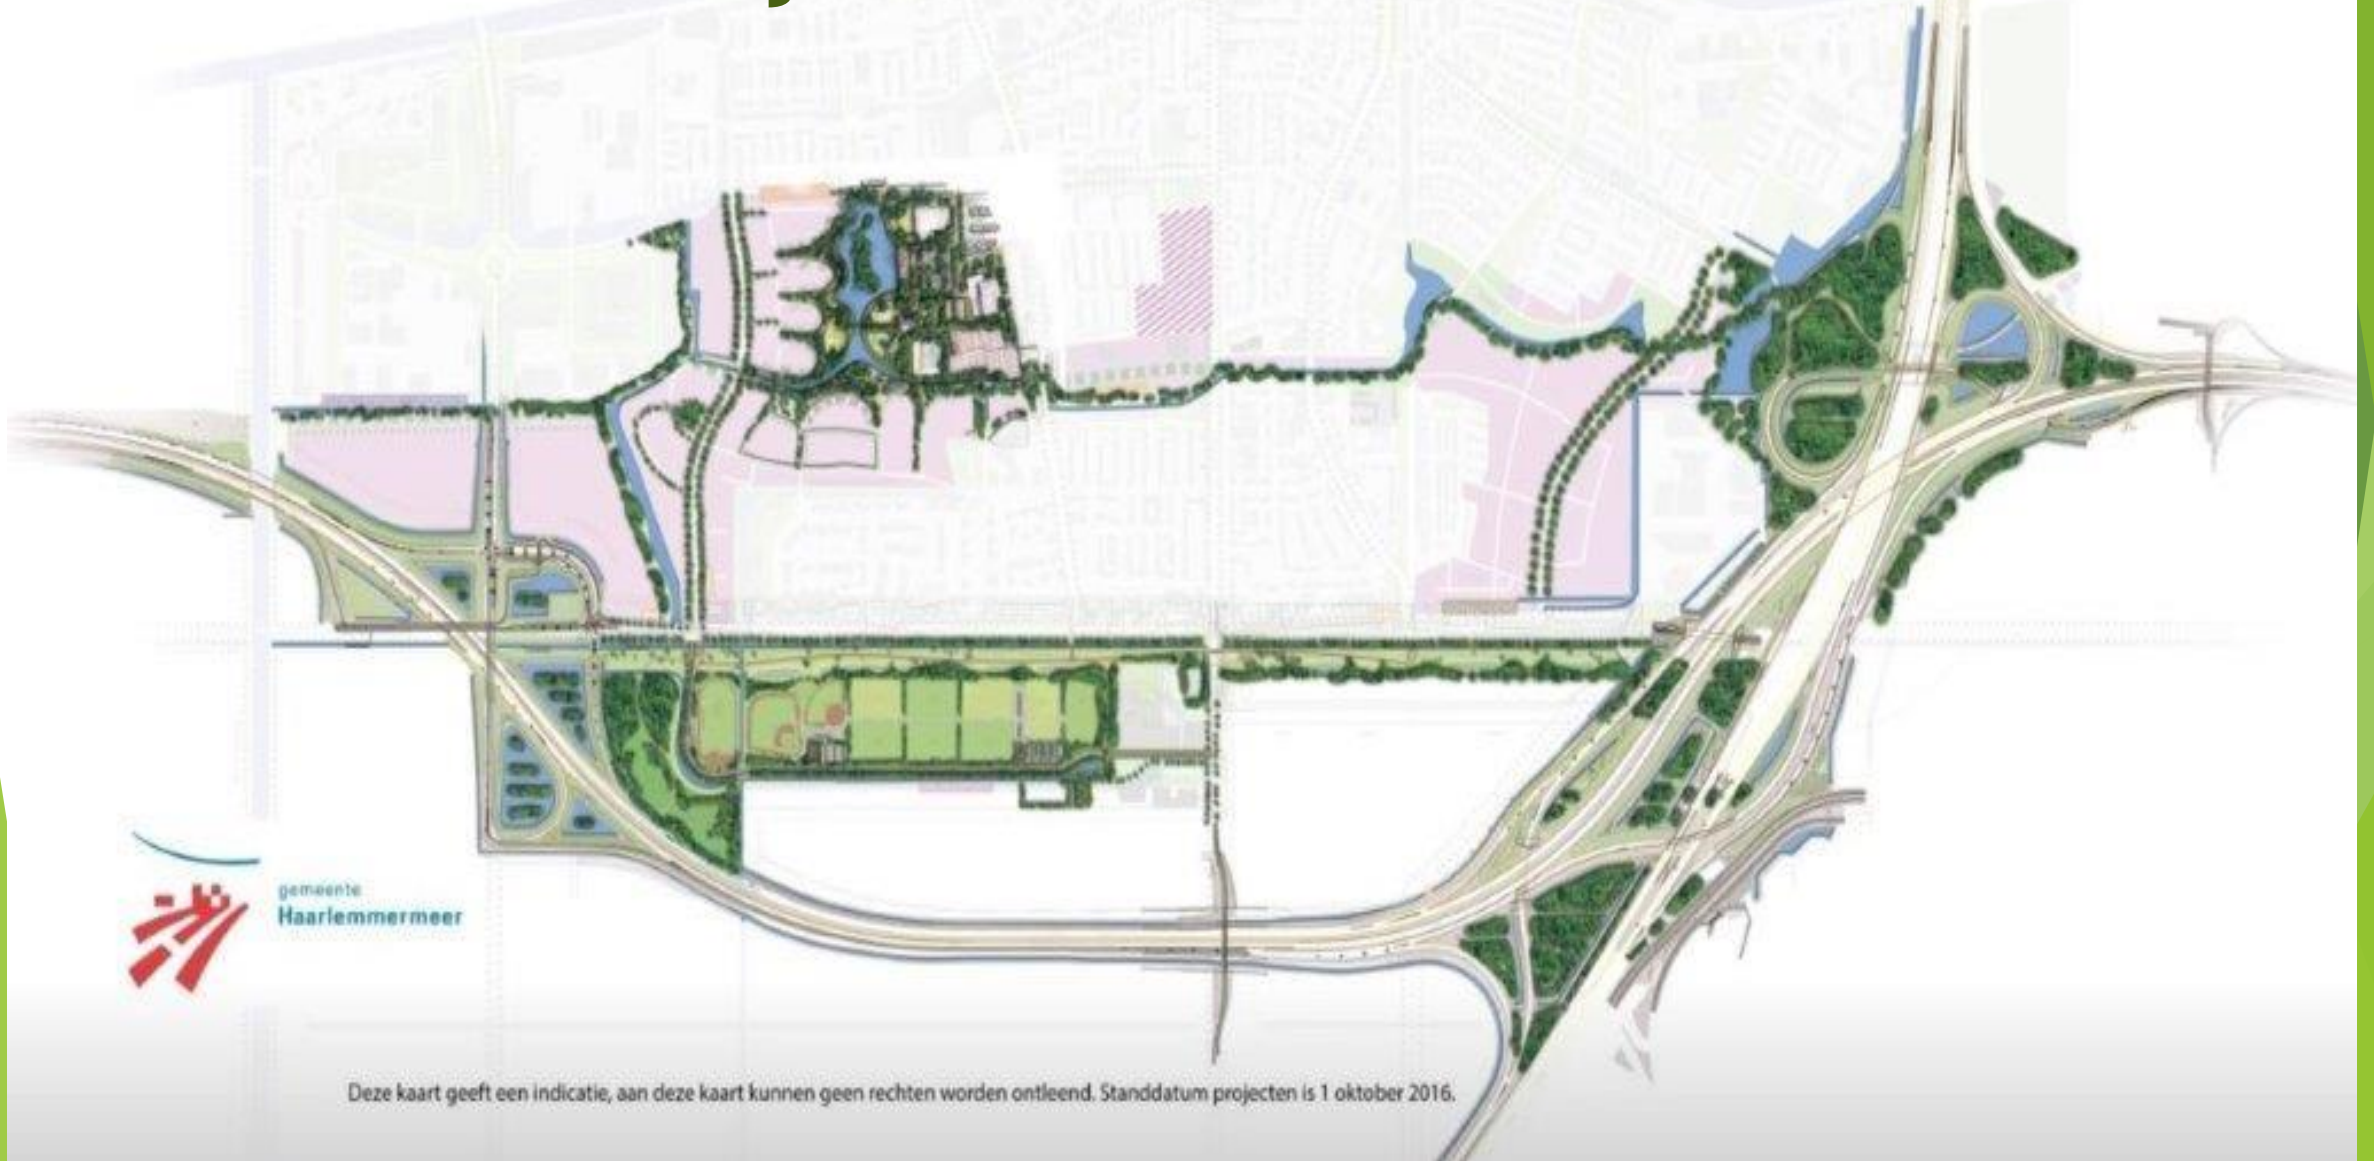 gemeente
Haarlemmermeer
Deze kaart geeft een indicatie, aan deze kaart kunnen geen rechten worden ontleend. Standdatum projecten is 1 oktober 2016.